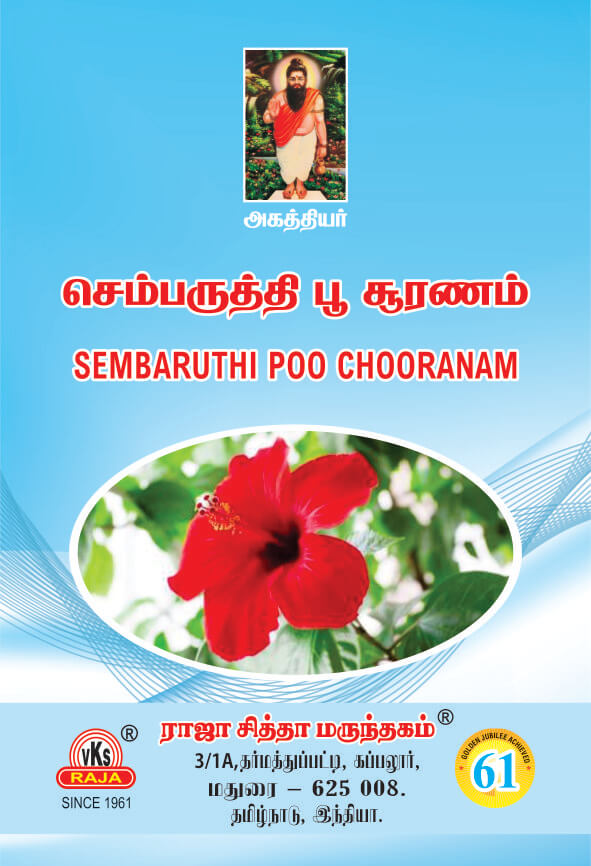 அகத்தியர்
செம்பருத்தி பூ சூரணம்
SEMBARUTHI POO CHOORANAM
ராஜா சித்தா மருந்தகம் ®
3/1A,தர்மத்துப்பட்டி, கப்பலூர்,
மதுரை – 625 008.
தமிழ்நாடு, இந்தியா.
VKS ®
RAJA
SINCE 1961
GOLDEN JUBILEE ACHIEVED
61